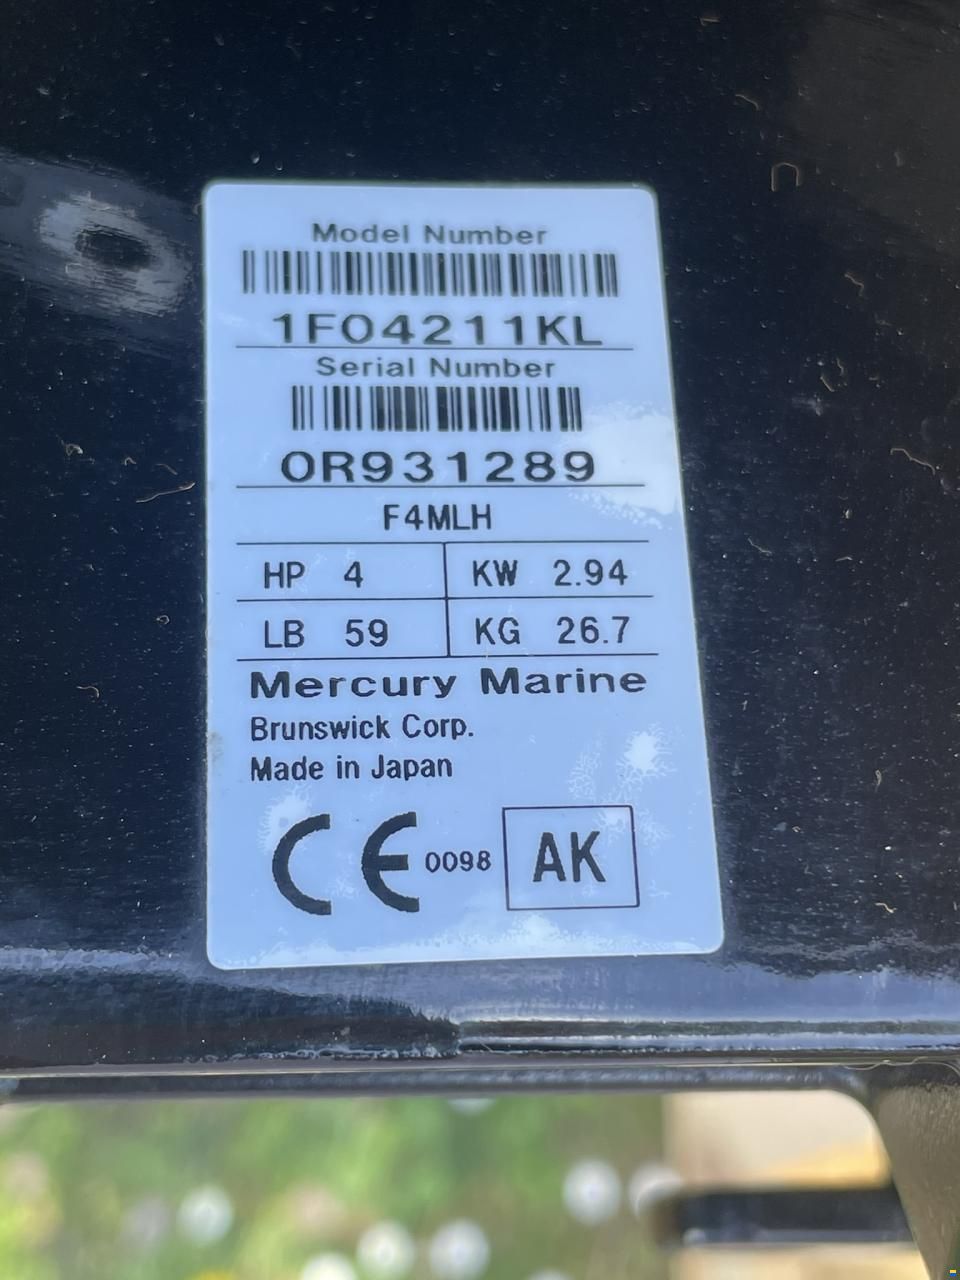 Model Number
1F04211KL
Serial Number
0R931289
F4MLH
HP 4 KW 2.94
LB 59 KG 26.7
Mercury Marine
Brunswick Corp.
Made in Japan
CE 0098 AK